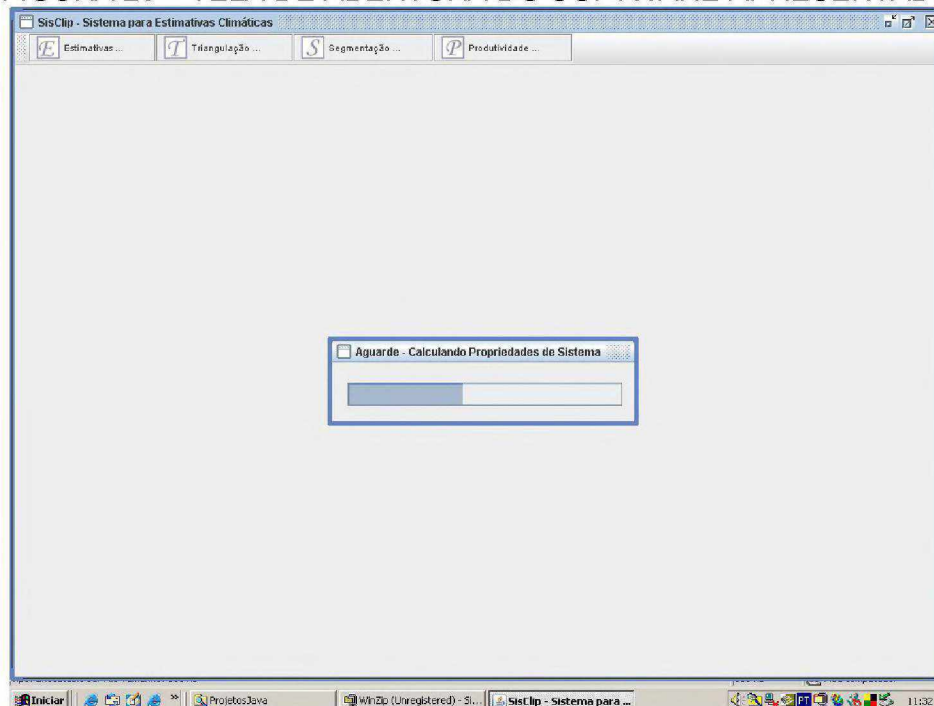 SisClip - Sistema para Estimativas Climáticas
E Estimativas ...
T Triangulação ...
S Segmentação ...
P Produtividade ...
Aguarde - Calculando Propriedades de Sistema
Iniciar
»
ProjetosJava
WinZip (Unregistered) - Si...
SisClip - Sistema para ...
PT
11:32